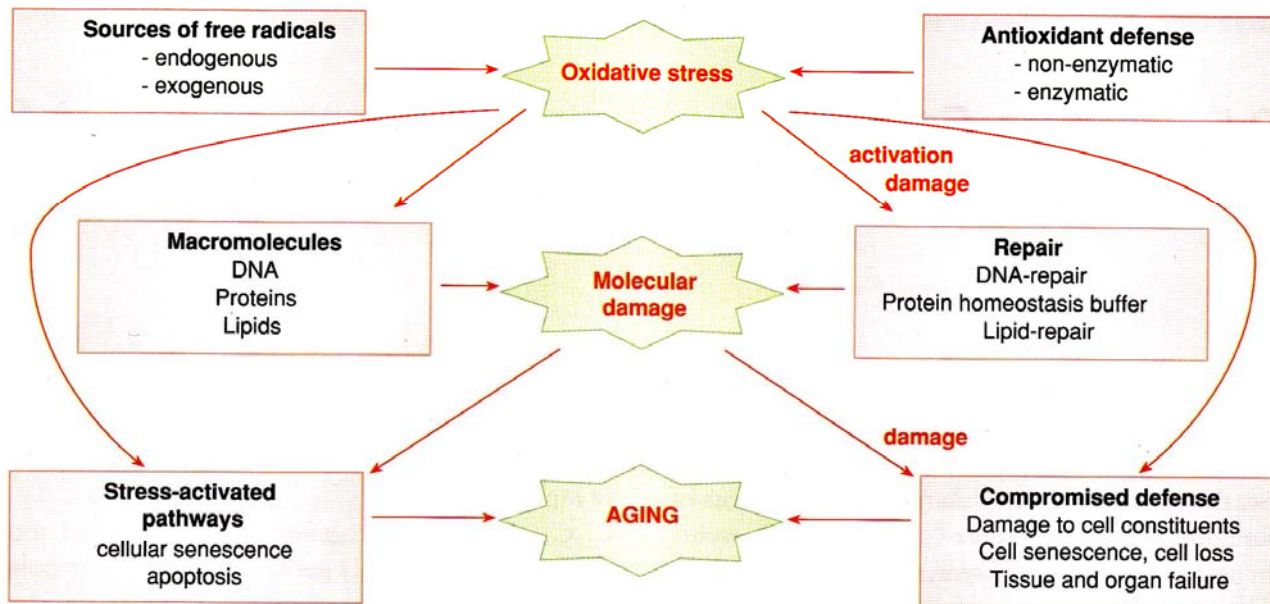 Sources of free radicals
- endogenous
- exogenous
Oxidative stress
Antioxidant defense
- non-enzymatic
- enzymatic
activation
damage
Macromolecules
DNA
Proteins
Lipids
Molecular
damage
Repair
DNA-repair
Protein homeostasis buffer
Lipid-repair
damage
Stress-activated
pathways
cellular senescence
apoptosis
AGING
Compromised defense
Damage to cell constituents
Cell senescence, cell loss
Tissue and organ failure